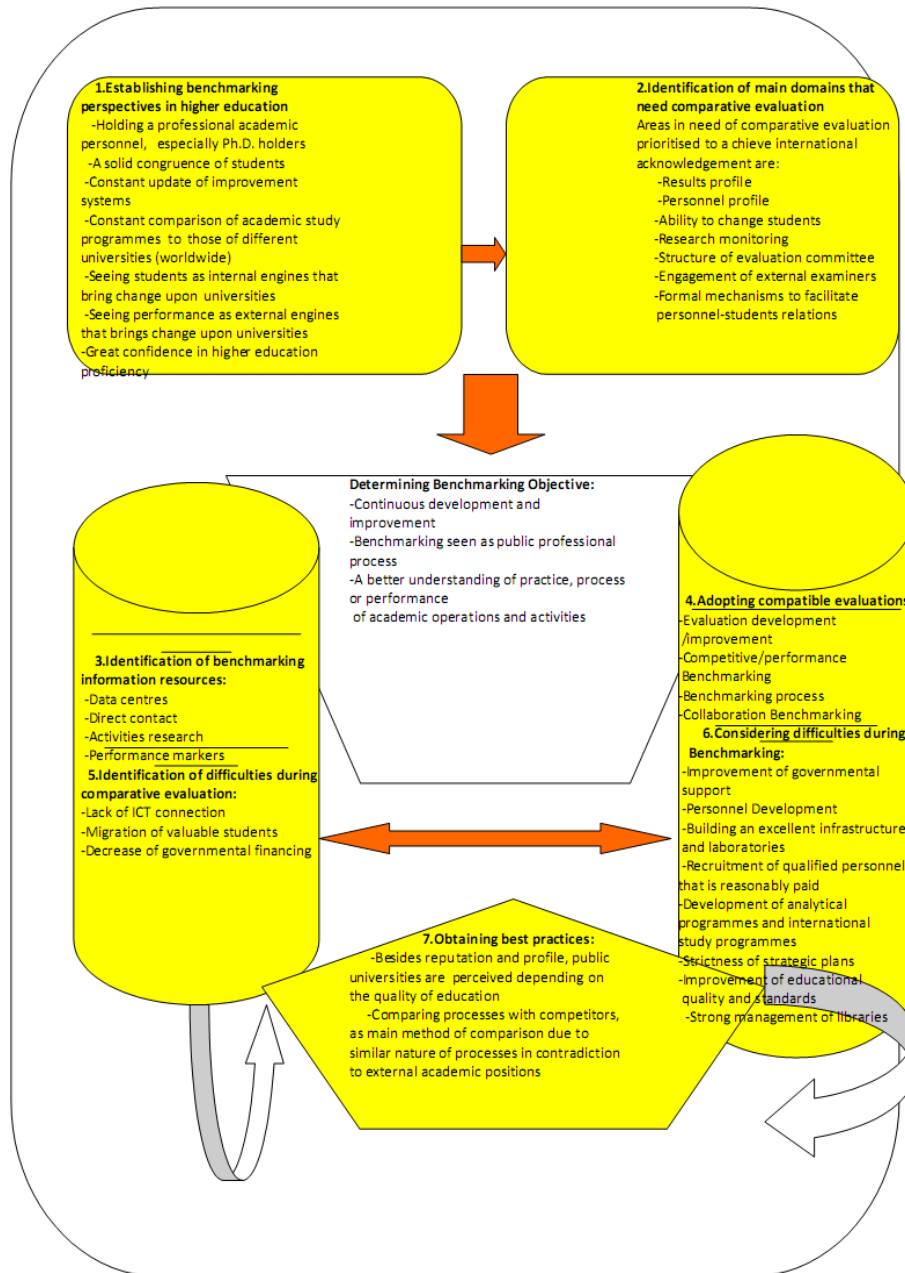 1.Establishing benchmarking
perspectives in higher education
-Holding a professional academic
personnel, especially Ph.D. holders
-A solid congruence of students
-Constant update of improvement
systems
-Constant comparison of academic study
programmes to those of different
universities (worldwide)
-Seeing students as internal engines that
bring change upon universities
-Seeing performance as external engines
that brings change upon universities
-Great confidence in higher education
proficiency
2.Identification of main domains that
need comparative evaluation
Areas in need of comparative evaluation
prioritised to a achieve international
acknowledgement are:
-Results profile
-Personnel profile
-Ability to change students
-Research monitoring
-Structure of evaluation committee
-Engagement of external examiners
-Formal mechanisms to facilitate
personnel-students relations
Determining Benchmarking Objective:
-Continuous development and
improvement
-Benchmarking seen as public professional
process
-A better understanding of practice, process
or performance
of academic operations and activities
3.Identification of benchmarking
information resources:
-Data centres
-Direct contact
-Activities research
-Performance markers
5.Identification of difficulties during
comparative evaluation:
-Lack of ICT connection
-Migration of valuable students
-Decrease of governmental financing
4.Adopting compatible evaluations
-Evaluation development
/improvement
-Competitive/performance
Benchmarking
-Benchmarking process
-Collaboration Benchmarking
6.Considering difficulties during
Benchmarking:
-Improvement of governmental
support
-Personnel Development
-Building an excellent infrastructure
and laboratories
-Recruitment of qualified personnel
that is reasonably paid
-Development of analytical
programmes and international
study programmes
-Strictness of strategic plans
-Improvement of educational
quality and standards
-Strong management of libraries
7.Obtaining best practices:
-Besides reputation and profile, public
universities are perceived depending on
the quality of education
-Comparing processes with competitors,
as main method of comparison due to
similar nature of processes in contradiction
to external academic positions